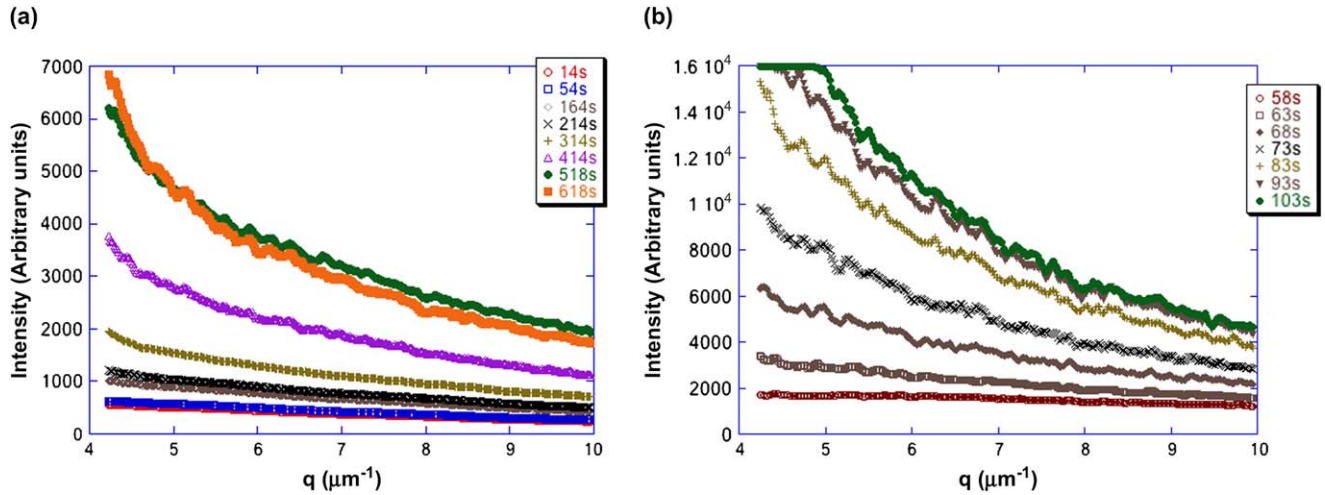 (a)
7000
6000
5000
4000
3000
2000
1000
0
Intensity (Arbitrary units)
4 5 6 7 8 9 10
q (µm⁻¹)
14s
54s
164s
214s
314s
414s
518s
618s
(b)
1.6 10⁴
1.4 10⁴
1.2 10⁴
1 10⁴
8000
6000
4000
2000
0
Intensity (Arbitrary units)
4 5 6 7 8 9 10
q (µm⁻¹)
58s
63s
68s
73s
83s
93s
103s